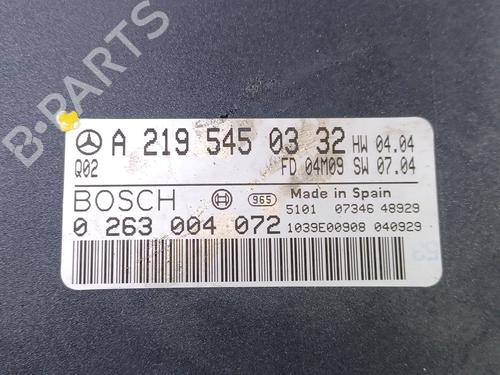 B-PARTS
A 219 545 03 32 HW 04.04
Q02 FD 04M09 SW 07.04
BOSCH 965 Made in Spain
5101 07346 48929
0 263 004 072 1039E00908 040929